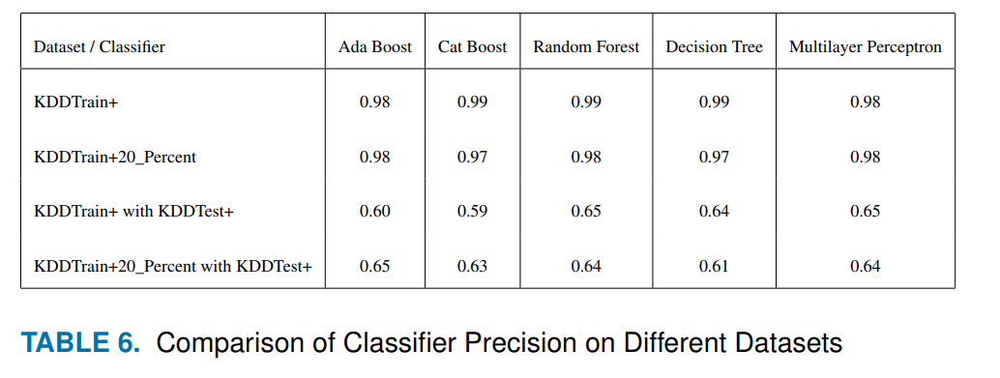 Dataset / Classifier Ada Boost Cat Boost Random Forest Decision Tree Multilayer Perceptron
KDDTrain+ 0.98 0.99 0.99 0.99 0.98
KDDTrain+20_Percent 0.98 0.97 0.98 0.97 0.98
KDDTrain+ with KDDTest+ 0.60 0.59 0.65 0.64 0.65
KDDTrain+20_Percent with KDDTest+ 0.65 0.63 0.64 0.61 0.64
TABLE 6. Comparison of Classifier Precision on Different Datasets